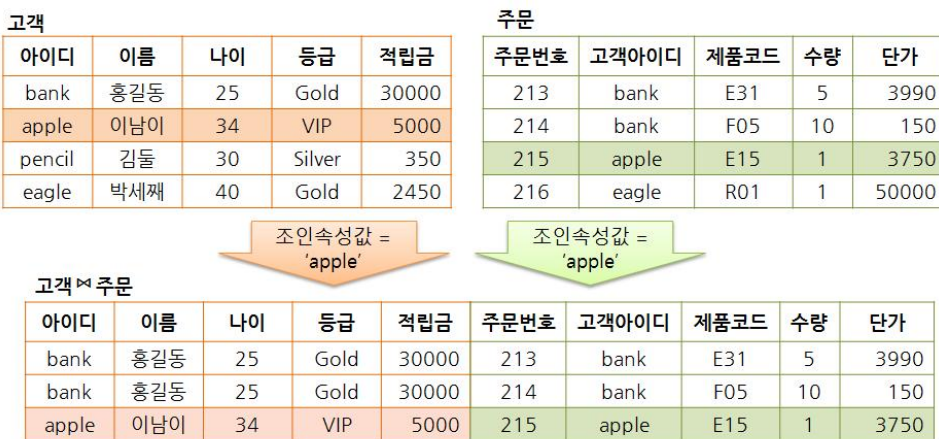 고객
아이디 이름 나이 등급 적립금
bank 홍길동 25 Gold 30000
apple 이남이 34 VIP 5000
pencil 김둘 30 Silver 350
eagle 박세째 40 Gold 2450
주문
주문번호 고객아이디 제품코드 수량 단가
213 bank E31 5 3990
214 bank F05 10 150
215 apple E15 1 3750
216 eagle R01 1 50000
조인속성값 =
'apple'
조인속성값 =
'apple'
고객⋈주문
아이디 이름 나이 등급 적립금 주문번호 고객아이디 제품코드 수량 단가
bank 홍길동 25 Gold 30000 213 bank E31 5 3990
bank 홍길동 25 Gold 30000 214 bank F05 10 150
apple 이남이 34 VIP 5000 215 apple E15 1 3750